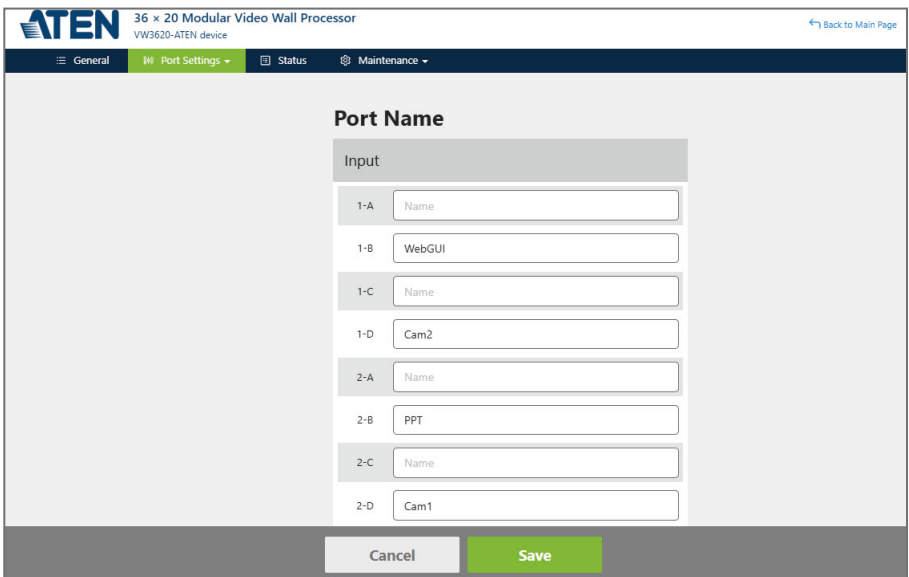 ATEN
36 × 20 Modular Video Wall Processor
VW3620-ATEN device
Back to Main Page
General Port Settings Status Maintenance
Port Name
Input
1-A Name
1-B WebGUI
1-C Name
1-D Cam2
2-A Name
2-B PPT
2-C Name
2-D Cam1
Cancel Save